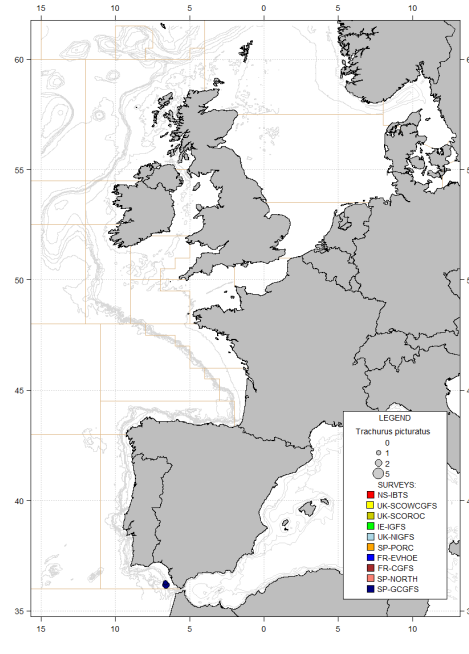 15 10 5 0 5 10
60
55
50
45
40
35
LEGEND
Trachurus picturatus
0
1
2
5
SURVEYS:
NS-IBTS
UK-SCOWCGFS
UK-SCOROC
IE-IGFS
UK-NIGFS
SP-PORC
FR-EVHOE
FR-CGFS
SP-NORTH
SP-GCGFS
15 10 5 0 5 10